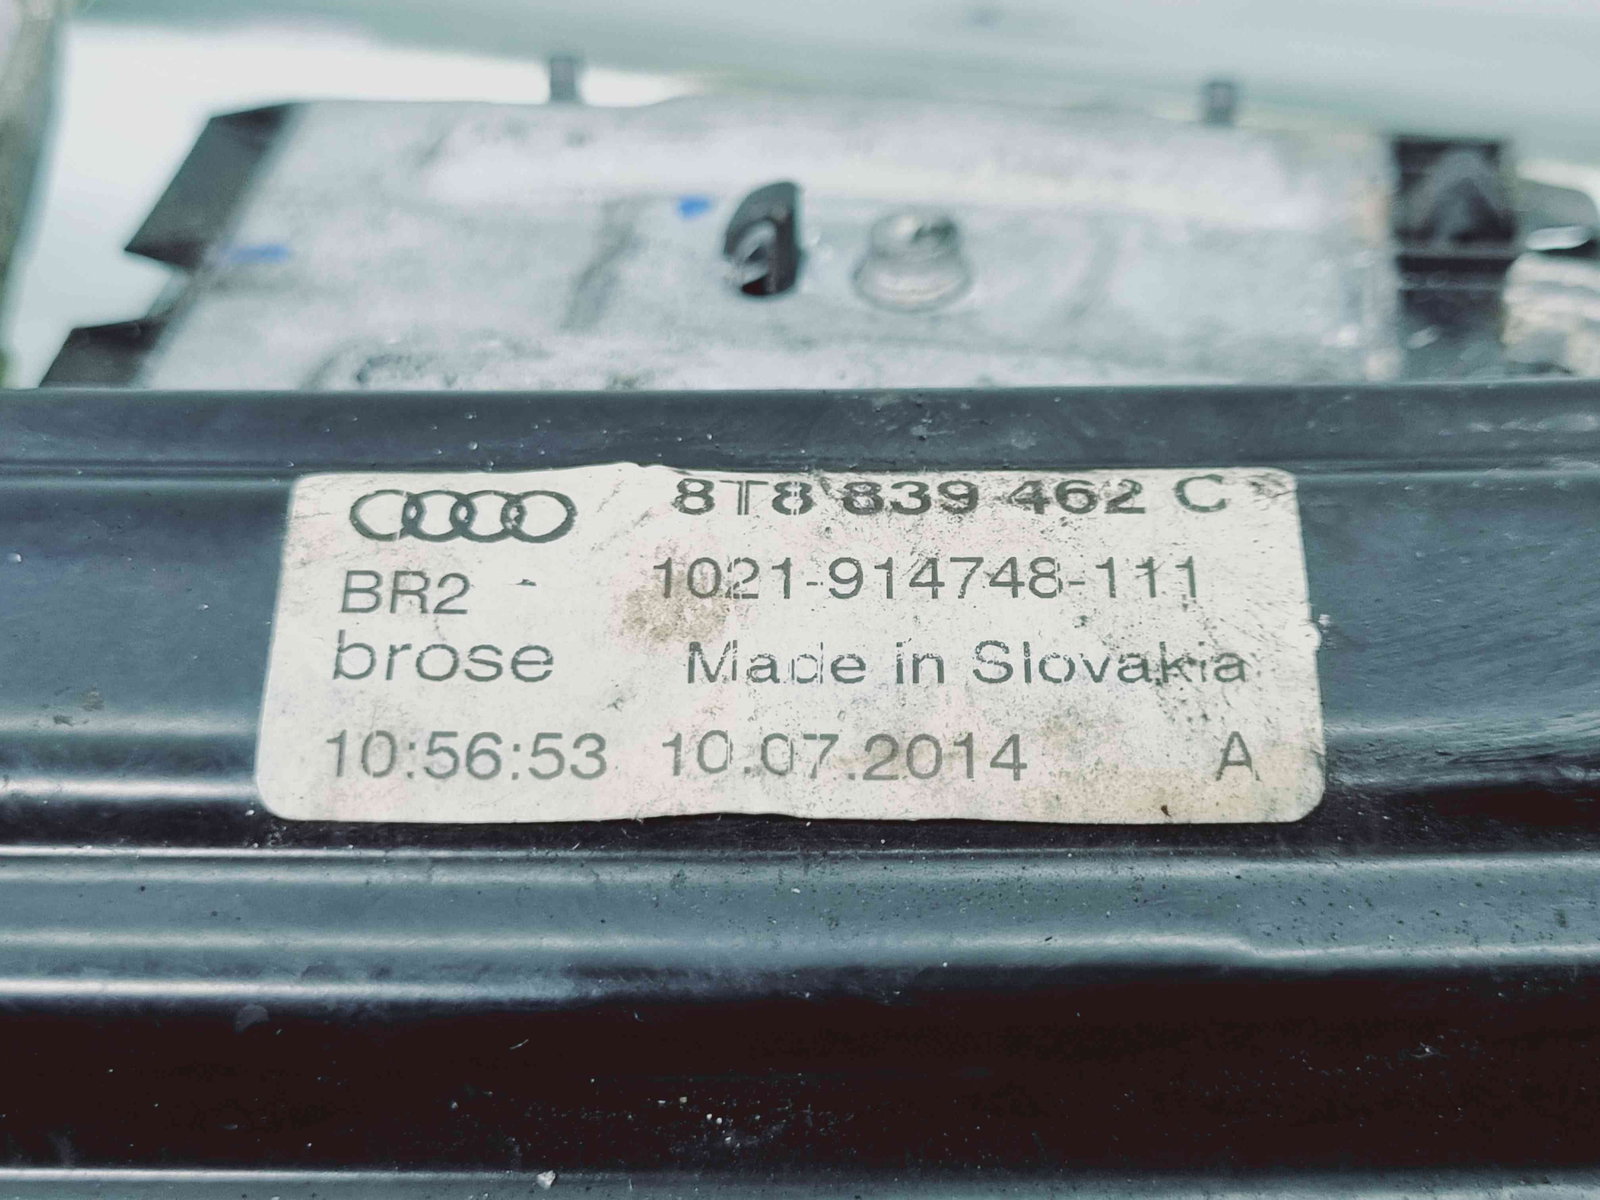 8T8 839 462 C
BR2 1021-914748-111
brose Made in Slovakia
10:56:53 10.07.2014 A